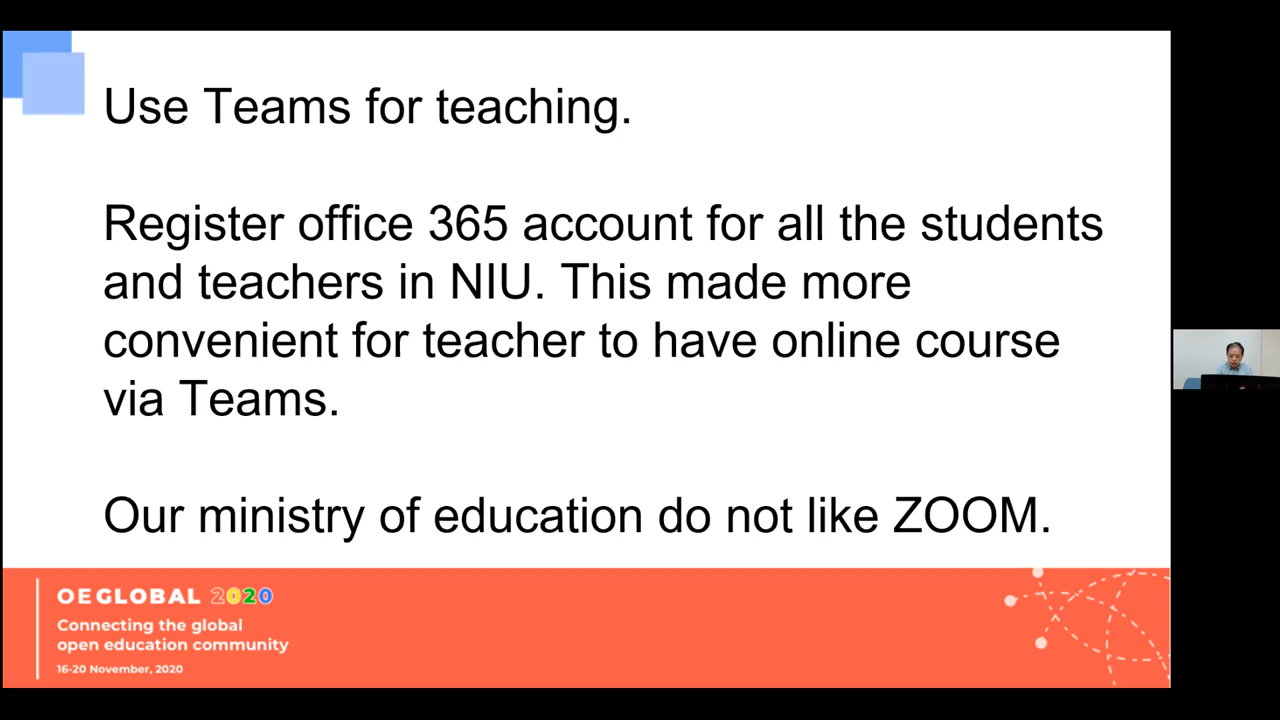 Use Teams for teaching.
Register office 365 account for all the students
and teachers in NIU. This made more
convenient for teacher to have online course
via Teams.
Our ministry of education do not like ZOOM.
OEGLOBAL 2020
Connecting the global
open education community
16-20 November, 2020